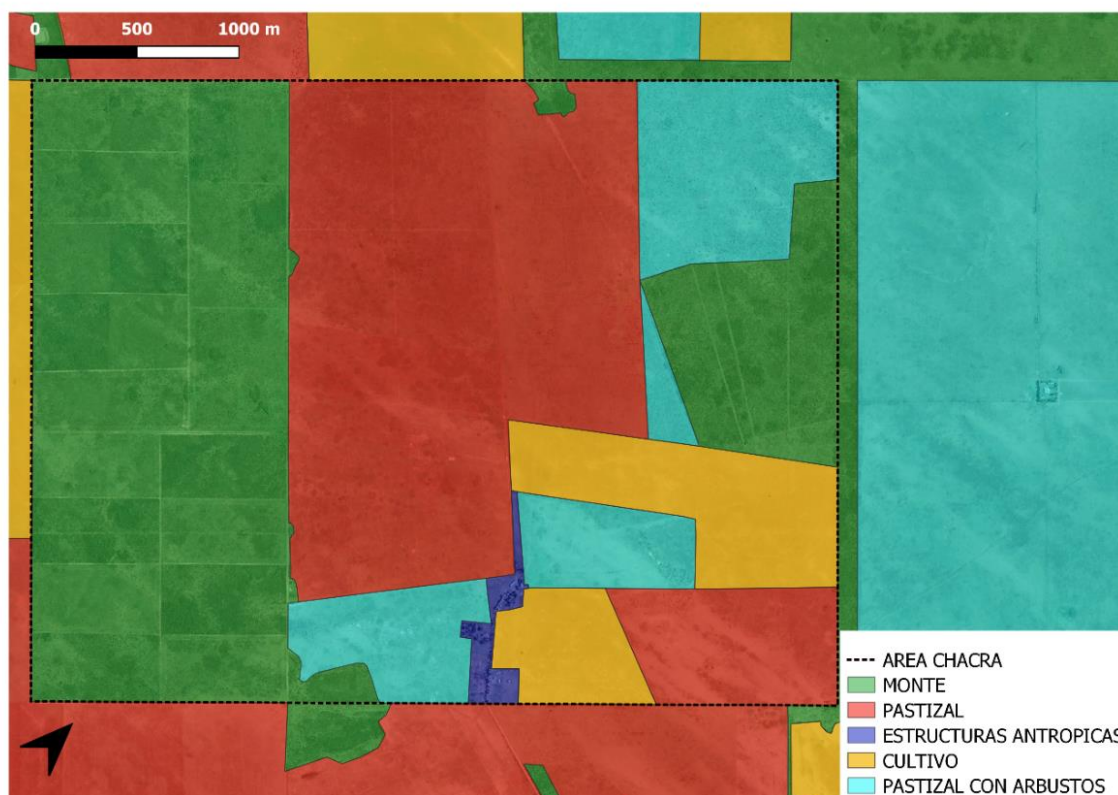 0 500 1000 m
AREA CHACRA
MONTE
PASTIZAL
ESTRUCTURAS ANTROPICAS
CULTIVO
PASTIZAL CON ARBUSTOS